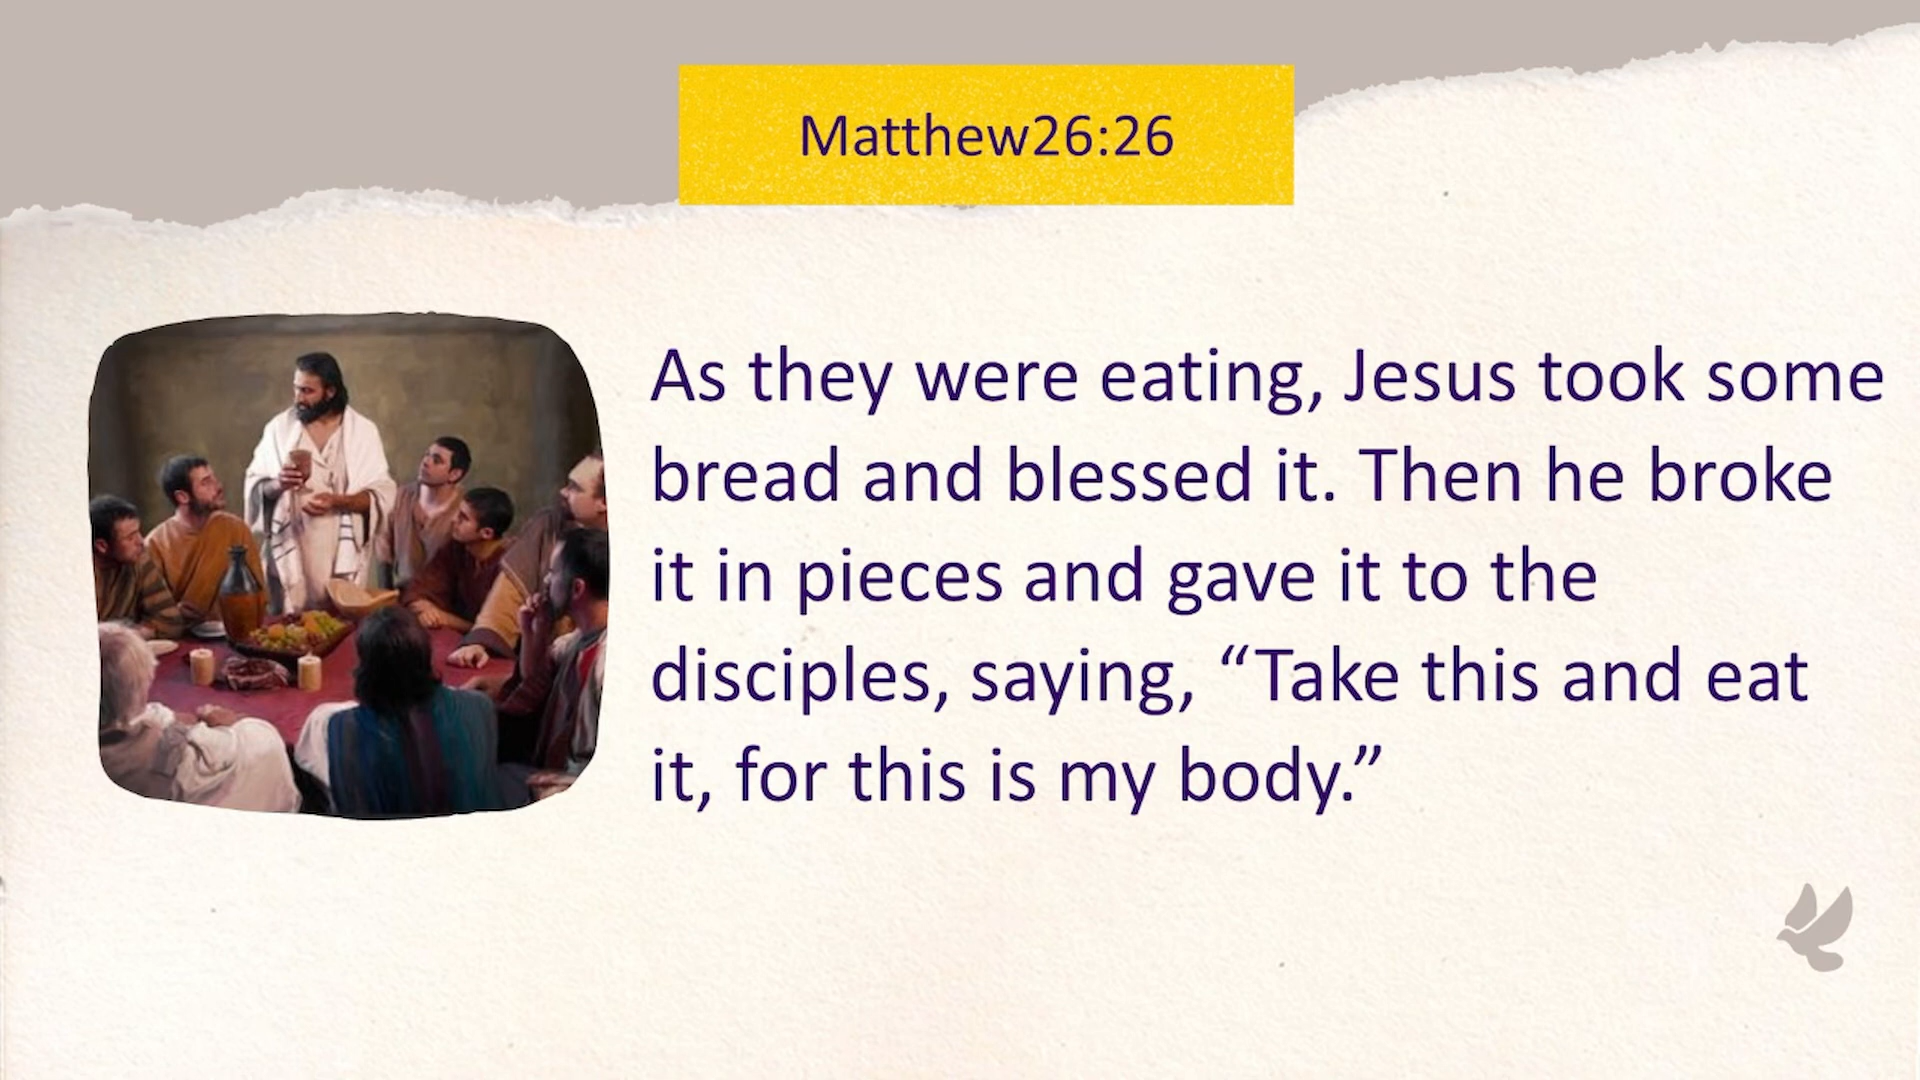 Matthew26:26
As they were eating, Jesus took some
bread and blessed it. Then he broke
it in pieces and gave it to the
disciples, saying, “Take this and eat
it, for this is my body.”